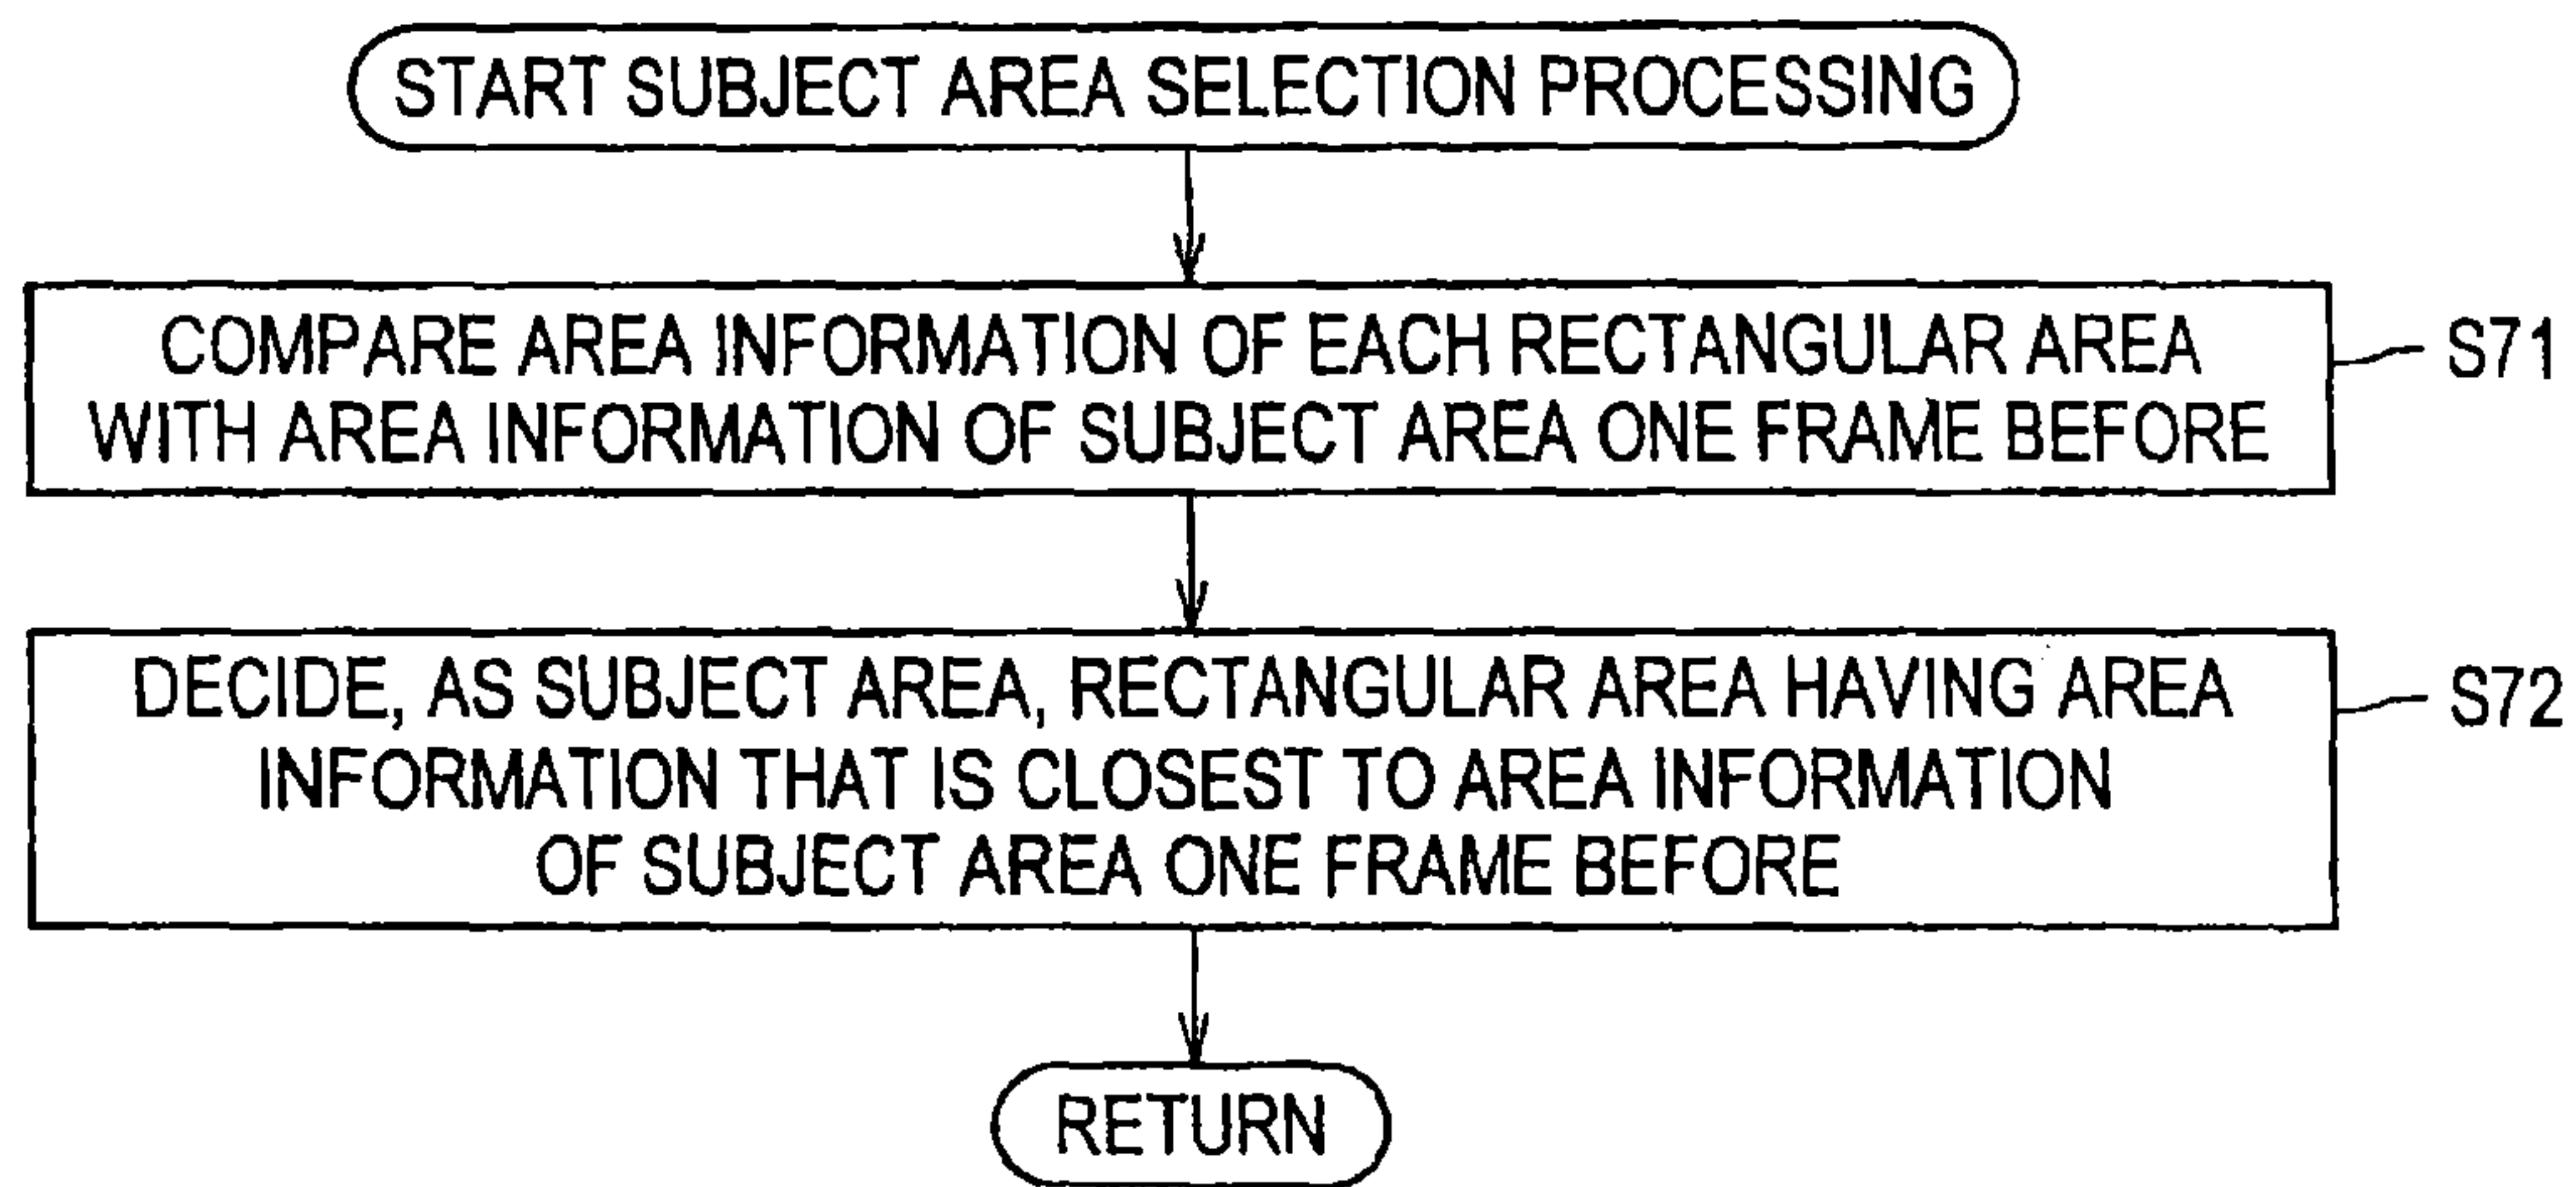 START SUBJECT AREA SELECTION PROCESSING
COMPARE AREA INFORMATION OF EACH RECTANGULAR AREA
WITH AREA INFORMATION OF SUBJECT AREA ONE FRAME BEFORE
S71
DECIDE, AS SUBJECT AREA, RECTANGULAR AREA HAVING AREA
INFORMATION THAT IS CLOSEST TO AREA INFORMATION
OF SUBJECT AREA ONE FRAME BEFORE
S72
RETURN